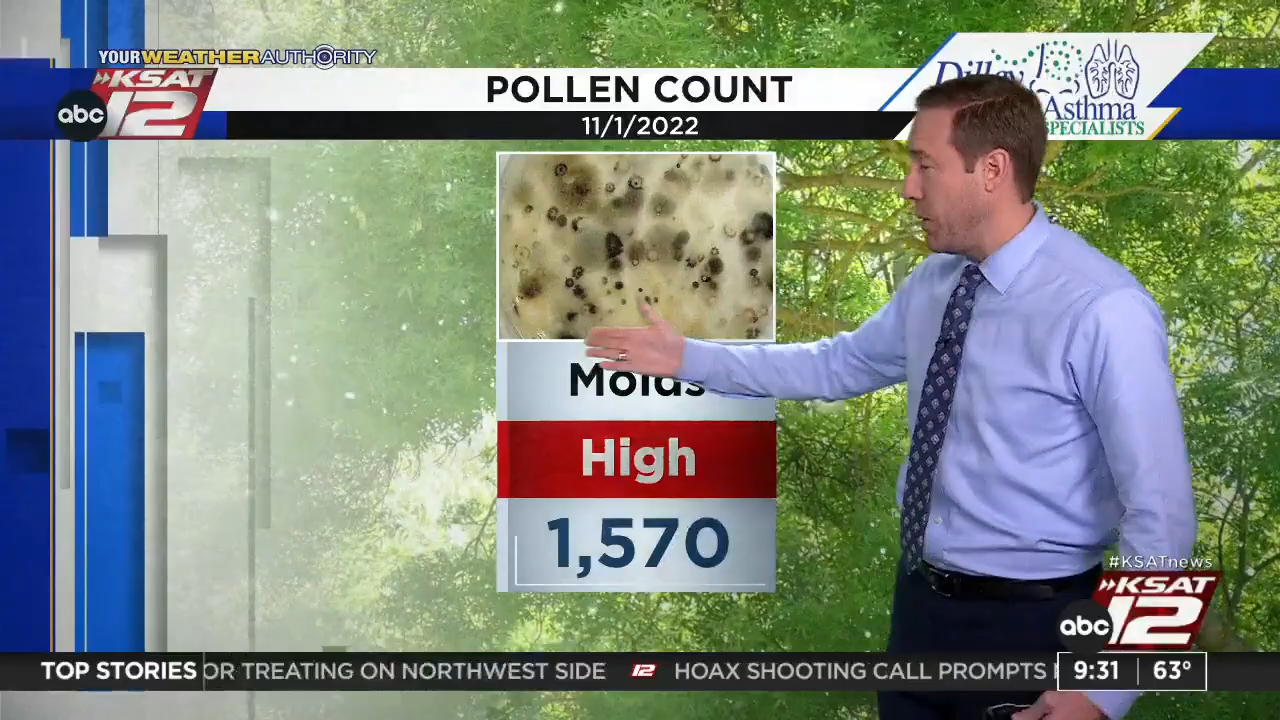 YOUR WEATHER AUTHORITY
KSAT
abc 12
POLLEN COUNT
11/1/2022
Asthma
SPECIALISTS
Molds
High
1,570
#KSATnews
KSAT
abc 12
TOP STORIES OR TREATING ON NORTHWEST SIDE 12 HOAX SHOOTING CALL PROMPTS 9:31 63°